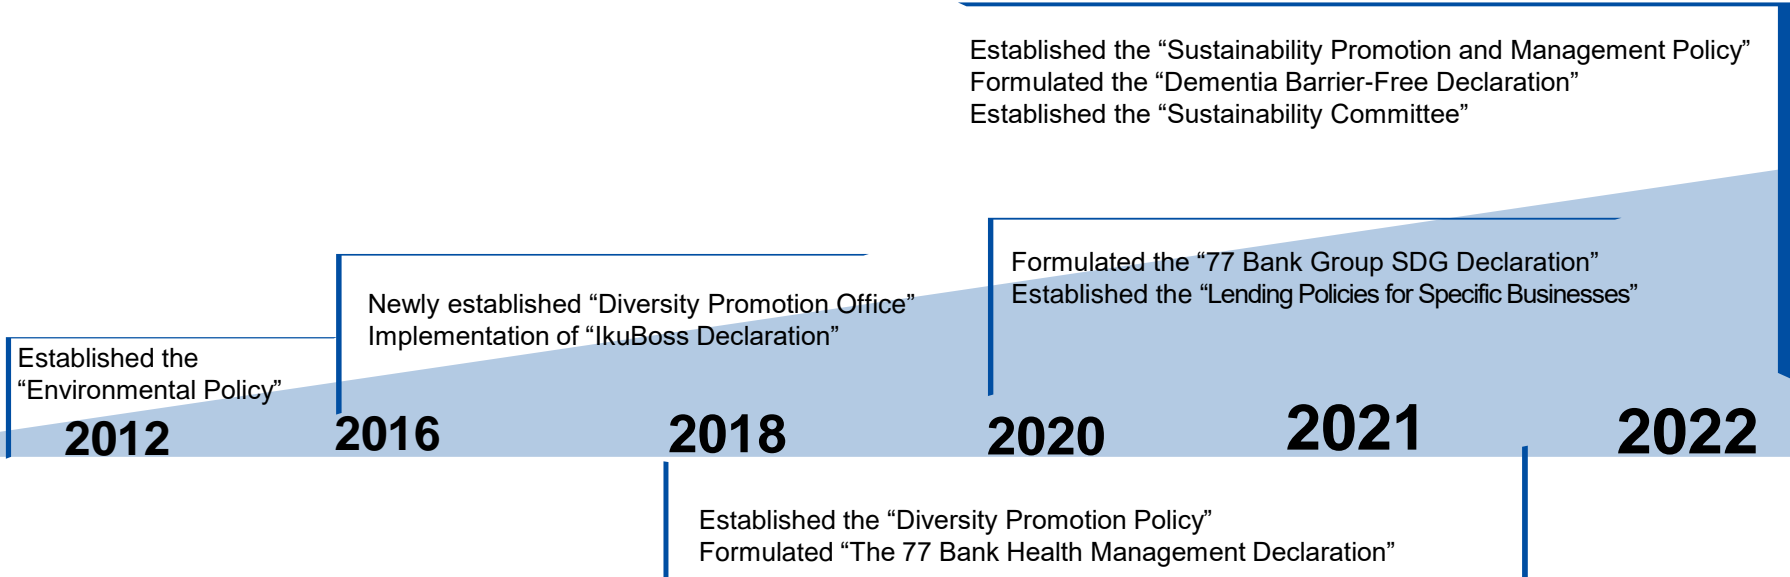 Established the “Sustainability Promotion and Management Policy”
Formulated the “Dementia Barrier-Free Declaration”
Established the “Sustainability Committee”
Formulated the “77 Bank Group SDG Declaration”
Established the “Lending Policies for Specific Businesses”
Newly established “Diversity Promotion Office”
Implementation of “IkuBoss Declaration”
Established the
“Environmental Policy”
2012 2016 2018 2020 2021 2022
Established the “Diversity Promotion Policy”
Formulated “The 77 Bank Health Management Declaration”